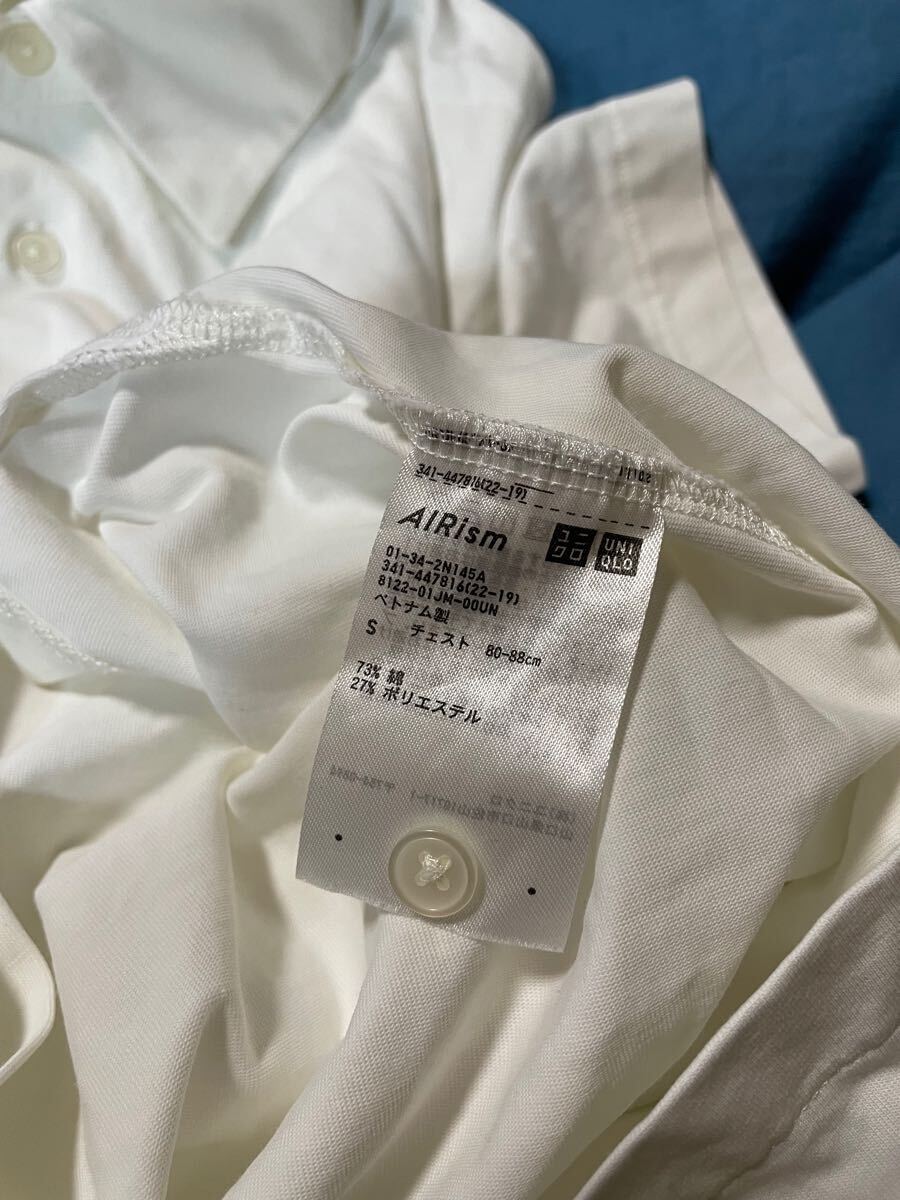 341-447816(22-19)
AIRism
ユニクロ
UNIQLO
01-34-2N145A
341-447816(22-19)
8122-01JM-00UN
ベトナム製
S チェスト 80-88cm
73% 綿
27% ポリエステル